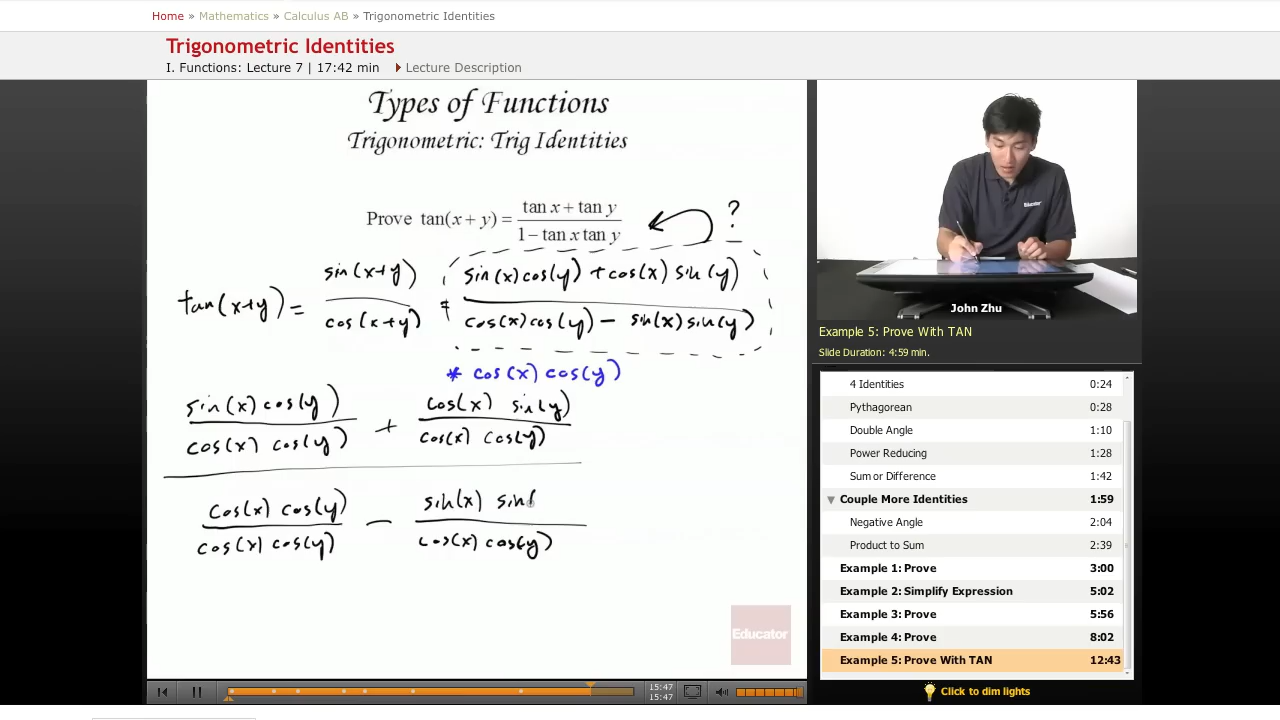 Home » Mathematics » Calculus AB » Trigonometric Identities
Trigonometric Identities
I. Functions: Lecture 7 | 17:42 min Lecture Description
Types of Functions
Trigonometric: Trig Identities
Prove tan(x + y) = tan x + tan y / 1 − tan x tan y
?
tan(x+y) = sin(x+y) / cos(x+y) = sin(x)cos(y) + cos(x) sin(y) / cos(x)cos(y) − sin(x)sin(y)
* cos(x) cos(y)
sin(x) cos(y) / cos(x) cos(y) + cos(x) sin(y) / cos(x) cos(y)
cos(x) cos(y) / cos(x) cos(y) − sin(x) sin( / cos(x) cos(y)
Educator
Educator
John Zhu
Example 5: Prove With TAN
Slide Duration: 4:59 min.
4 Identities 0:24
Pythagorean 0:28
Double Angle 1:10
Power Reducing 1:28
Sum or Difference 1:42
Couple More Identities 1:59
Negative Angle 2:04
Product to Sum 2:39
Example 1: Prove 3:00
Example 2: Simplify Expression 5:02
Example 3: Prove 5:56
Example 4: Prove 8:02
Example 5: Prove With TAN 12:43
15:47
15:47
Click to dim lights